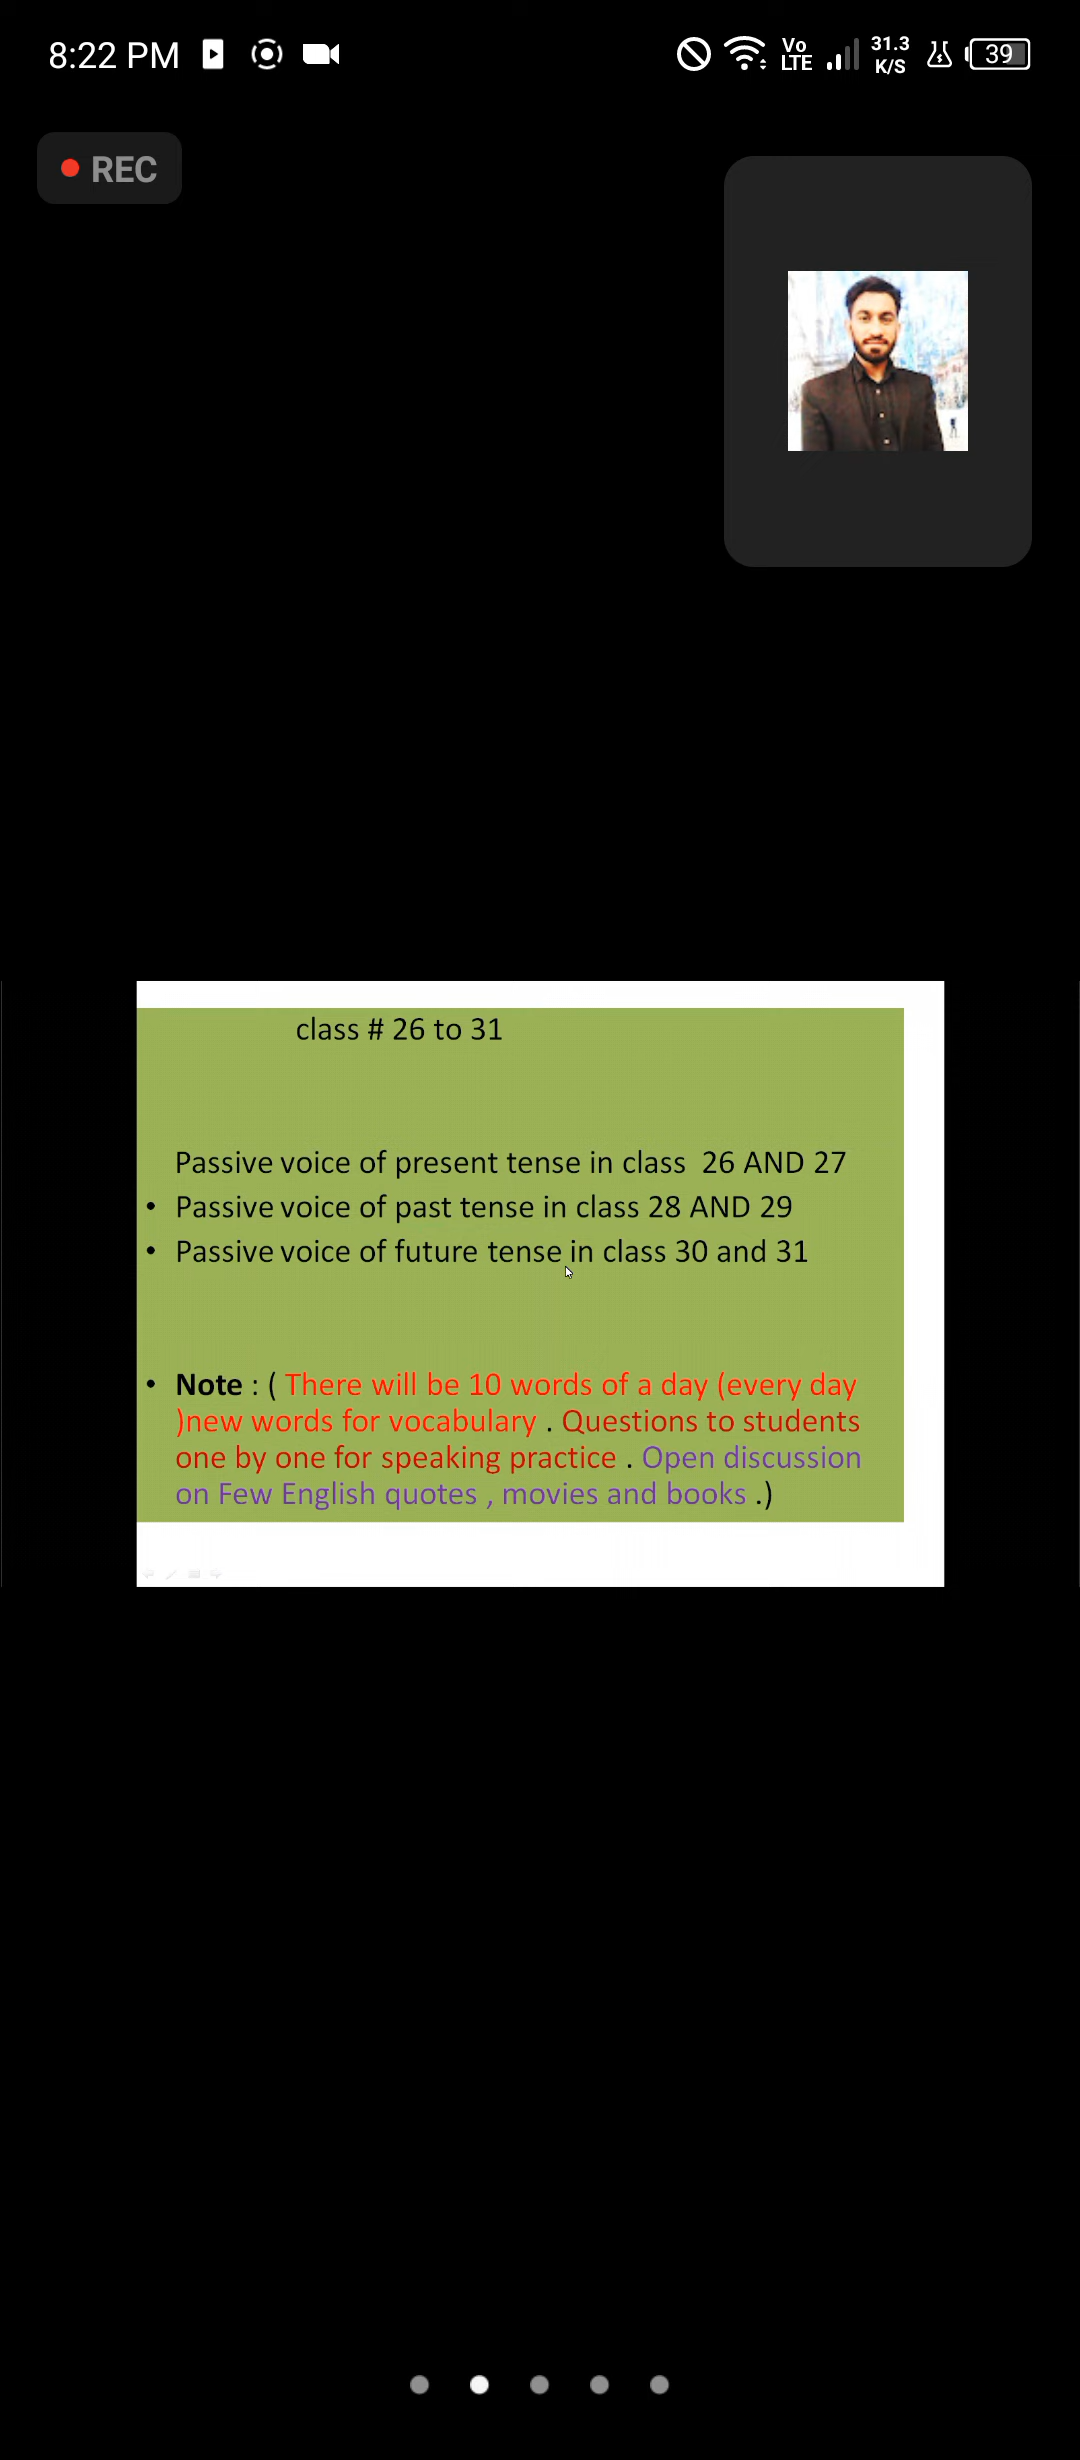 8:22 PM
Vo LTE
31.3 K/S
39
REC
class # 26 to 31
Passive voice of present tense in class  26 AND 27
• Passive voice of past tense in class 28 AND 29
• Passive voice of future tense in class 30 and 31
• Note : ( There will be 10 words of a day (every day
)new words for vocabulary . Questions to students
one by one for speaking practice . Open discussion
on Few English quotes , movies and books .)